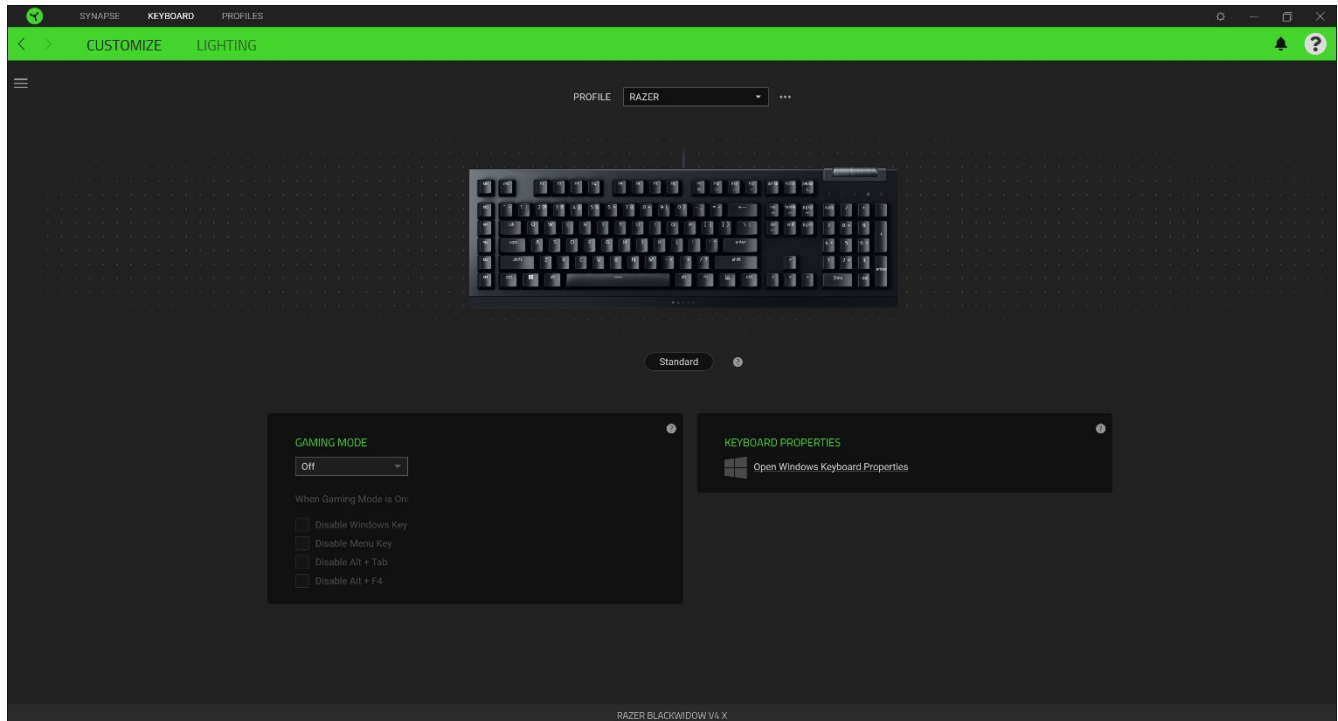 SYNAPSE KEYBOARD PROFILES
CUSTOMIZE LIGHTING
PROFILE RAZER
Standard
GAMING MODE
Off
When Gaming Mode is On:
Disable Windows Key
Disable Menu Key
Disable Alt + Tab
Disable Alt + F4
KEYBOARD PROPERTIES
Open Windows Keyboard Properties
RAZER BLACKWIDOW V4 X